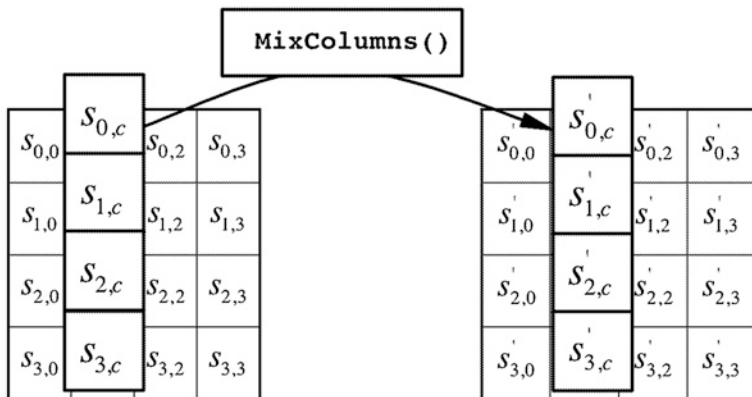 MixColumns()
s0,c s'0,c
s0,0 s0,2 s0,3 s'0,0 s'0,2 s'0,3
s1,c s'1,c
s1,0 s1,2 s1,3 s'1,0 s'1,2 s'1,3
s2,c s'2,c
s2,0 s2,2 s2,3 s'2,0 s'2,2 s'2,3
s3,c s'3,c
s3,0 s3,2 s3,3 s'3,0 s'3,2 s'3,3